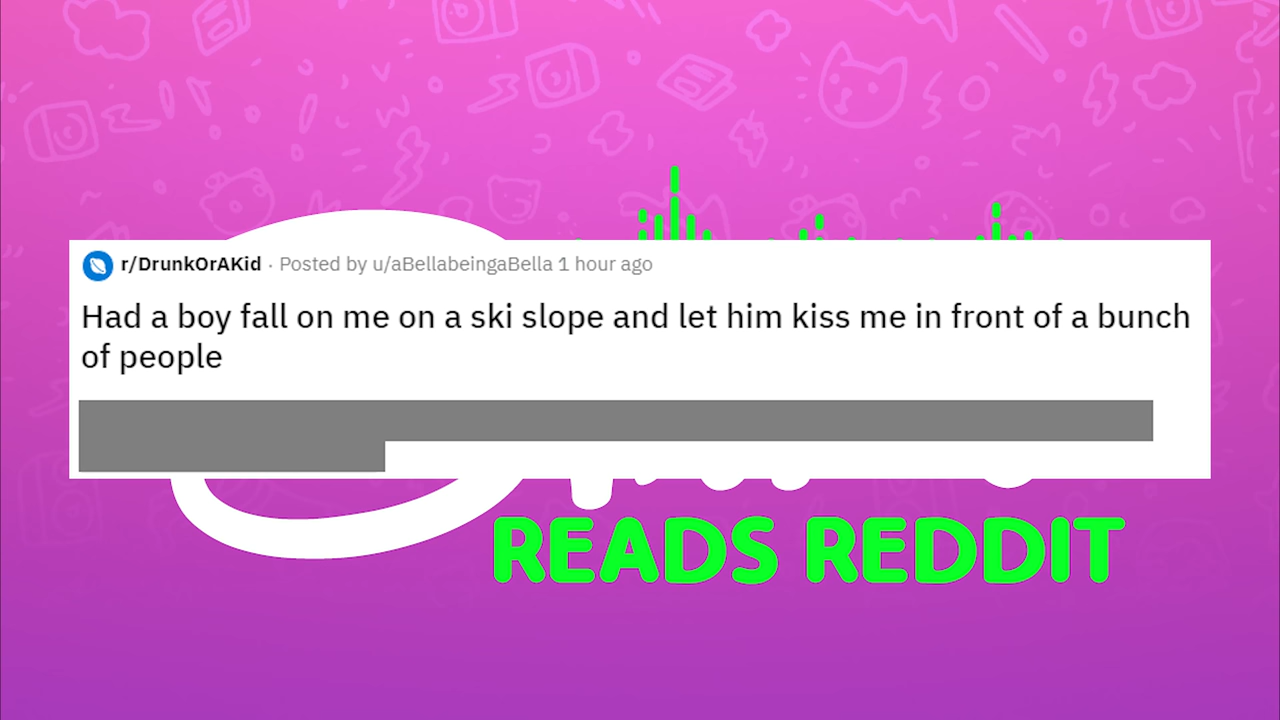 r/DrunkOrAKid · Posted by u/aBellabeingaBella 1 hour ago
Had a boy fall on me on a ski slope and let him kiss me in front of a bunch
of people
READS REDDIT